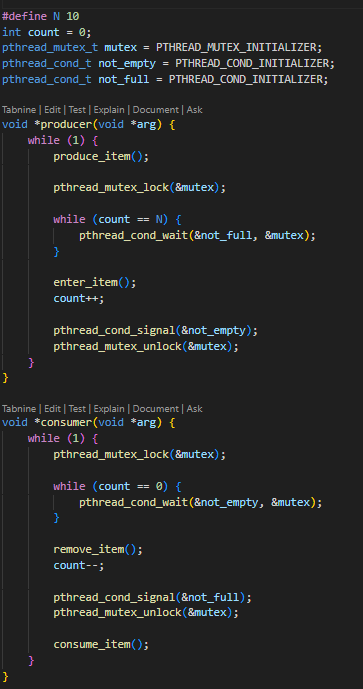 #define N 10
int count = 0;
pthread_mutex_t mutex = PTHREAD_MUTEX_INITIALIZER;
pthread_cond_t not_empty = PTHREAD_COND_INITIALIZER;
pthread_cond_t not_full = PTHREAD_COND_INITIALIZER;

Tabnine | Edit | Test | Explain | Document | Ask
void *producer(void *arg) {
    while (1) {
        produce_item();

        pthread_mutex_lock(&mutex);

        while (count == N) {
            pthread_cond_wait(&not_full, &mutex);
        }

        enter_item();
        count++;

        pthread_cond_signal(&not_empty);
        pthread_mutex_unlock(&mutex);
    }
}

Tabnine | Edit | Test | Explain | Document | Ask
void *consumer(void *arg) {
    while (1) {
        pthread_mutex_lock(&mutex);

        while (count == 0) {
            pthread_cond_wait(&not_empty, &mutex);
        }

        remove_item();
        count--;

        pthread_cond_signal(&not_full);
        pthread_mutex_unlock(&mutex);

        consume_item();
    }
}